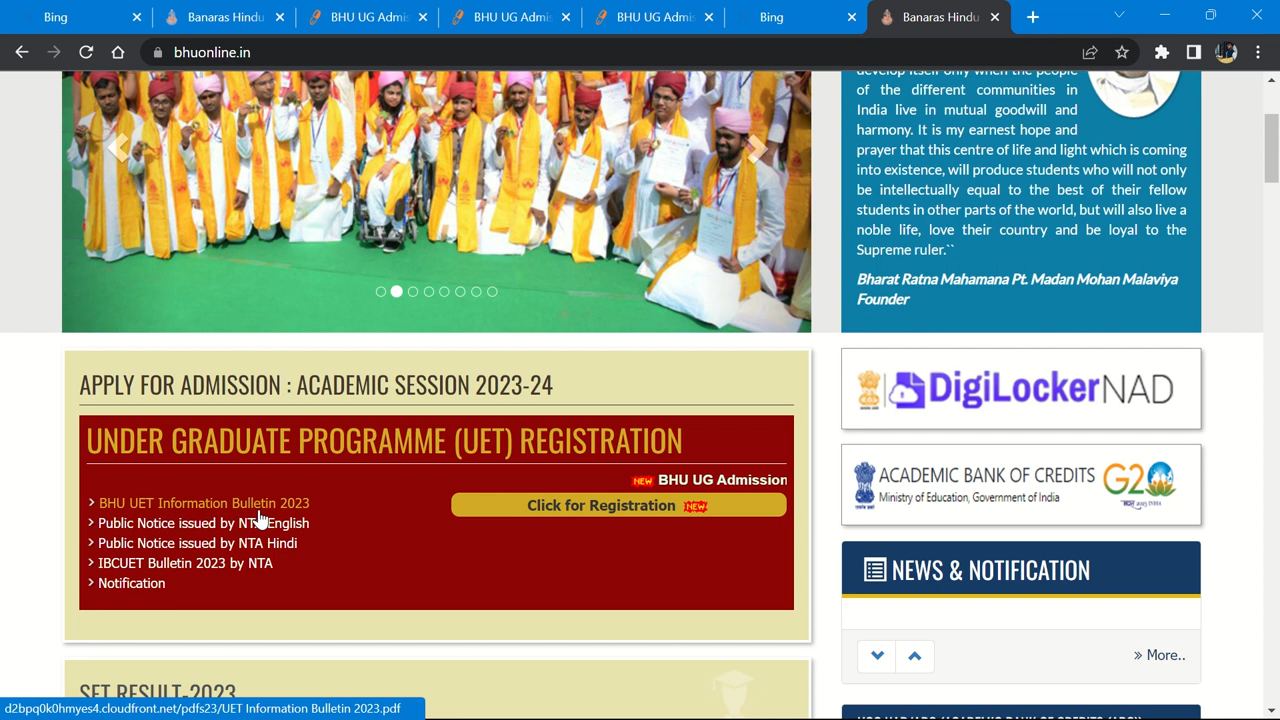 Bing
Banaras Hindu
BHU UG Admis
BHU UG Admis
BHU UG Admis
Bing
Banaras Hindu
bhuonline.in
develop itself only when the people
of the different communities in
India live in mutual goodwill and
harmony. It is my earnest hope and
prayer that this centre of life and light which is coming
into existence, will produce students who will not only
be intellectually equal to the best of their fellow
students in other parts of the world, but will also live a
noble life, love their country and be loyal to the
Supreme ruler.``
Bharat Ratna Mahamana Pt. Madan Mohan Malaviya
Founder
APPLY FOR ADMISSION : ACADEMIC SESSION 2023-24
UNDER GRADUATE PROGRAMME (UET) REGISTRATION
NEW BHU UG Admission
> BHU UET Information Bulletin 2023
Click for Registration NEW
> Public Notice issued by NTA English
> Public Notice issued by NTA Hindi
> IBCUET Bulletin 2023 by NTA
> Notification
DigiLockerNAD
ACADEMIC BANK OF CREDITS
Ministry of Education, Government of India
G20
NEWS & NOTIFICATION
» More..
SET RESULT-2023
d2bpq0k0hmyes4.cloudfront.net/pdfs23/UET Information Bulletin 2023.pdf